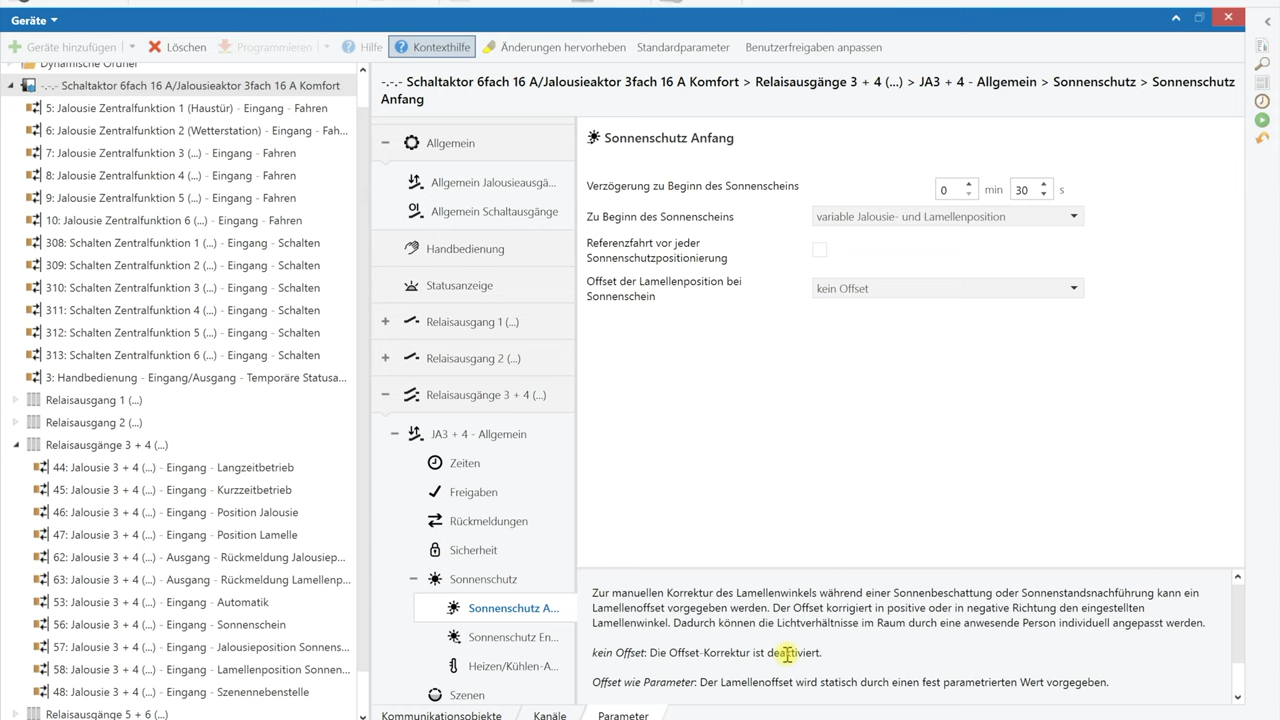 Geräte
Geräte hinzufügen
Löschen
Programmieren
Hilfe
Kontexthilfe
Änderungen hervorheben
Standardparameter
Benutzerfreigaben anpassen
Dynamische Ordner
-.-.- Schaltaktor 6fach 16 A/Jalousieaktor 3fach 16 A Komfort
5: Jalousie Zentralfunktion 1 (Haustür) - Eingang - Fahren
6: Jalousie Zentralfunktion 2 (Wetterstation) - Eingang - Fah...
7: Jalousie Zentralfunktion 3 (...) - Eingang - Fahren
8: Jalousie Zentralfunktion 4 (...) - Eingang - Fahren
9: Jalousie Zentralfunktion 5 (...) - Eingang - Fahren
10: Jalousie Zentralfunktion 6 (...) - Eingang - Fahren
308: Schalten Zentralfunktion 1 (...) - Eingang - Schalten
309: Schalten Zentralfunktion 2 (...) - Eingang - Schalten
310: Schalten Zentralfunktion 3 (...) - Eingang - Schalten
311: Schalten Zentralfunktion 4 (...) - Eingang - Schalten
312: Schalten Zentralfunktion 5 (...) - Eingang - Schalten
313: Schalten Zentralfunktion 6 (...) - Eingang - Schalten
3: Handbedienung - Eingang/Ausgang - Temporäre Statusa...
Relaisausgang 1 (...)
Relaisausgang 2 (...)
Relaisausgänge 3 + 4 (...)
44: Jalousie 3 + 4 (...) - Eingang - Langzeitbetrieb
45: Jalousie 3 + 4 (...) - Eingang - Kurzzeitbetrieb
46: Jalousie 3 + 4 (...) - Eingang - Position Jalousie
47: Jalousie 3 + 4 (...) - Eingang - Position Lamelle
62: Jalousie 3 + 4 (...) - Ausgang - Rückmeldung Jalousiep...
63: Jalousie 3 + 4 (...) - Ausgang - Rückmeldung Lamellenp...
53: Jalousie 3 + 4 (...) - Eingang - Automatik
56: Jalousie 3 + 4 (...) - Eingang - Sonnenschein
57: Jalousie 3 + 4 (...) - Eingang - Jalousieposition Sonnens...
58: Jalousie 3 + 4 (...) - Eingang - Lamellenposition Sonnen...
48: Jalousie 3 + 4 (...) - Eingang - Szenennebenstelle
Relaisausgänge 5 + 6 (...)
-.-.- Schaltaktor 6fach 16 A/Jalousieaktor 3fach 16 A Komfort > Relaisausgänge 3 + 4 (...) > JA3 + 4 - Allgemein > Sonnenschutz > Sonnenschutz
Anfang
Allgemein
Allgemein Jalousieausgä...
Allgemein Schaltausgänge
Handbedienung
Statusanzeige
Relaisausgang 1 (...)
Relaisausgang 2 (...)
Relaisausgänge 3 + 4 (...)
JA3 + 4 - Allgemein
Zeiten
Freigaben
Rückmeldungen
Sicherheit
Sonnenschutz
Sonnenschutz A...
Sonnenschutz En...
Heizen/Kühlen-A...
Szenen
Sonnenschutz Anfang
Verzögerung zu Beginn des Sonnenscheins
0 min 30 s
Zu Beginn des Sonnenscheins
variable Jalousie- und Lamellenposition
Referenzfahrt vor jeder
Sonnenschutzpositionierung
Offset der Lamellenposition bei
Sonnenschein
kein Offset
Zur manuellen Korrektur des Lamellenwinkels während einer Sonnenbeschattung oder Sonnenstandsnachführung kann ein
Lamellenoffset vorgegeben werden. Der Offset korrigiert in positive oder in negative Richtung den eingestellten
Lamellenwinkel. Dadurch können die Lichtverhältnisse im Raum durch eine anwesende Person individuell angepasst werden.
kein Offset: Die Offset-Korrektur ist deaktiviert.
Offset wie Parameter: Der Lamellenoffset wird statisch durch einen fest parametrierten Wert vorgegeben.
Kommunikationsobjekte
Kanäle
Parameter